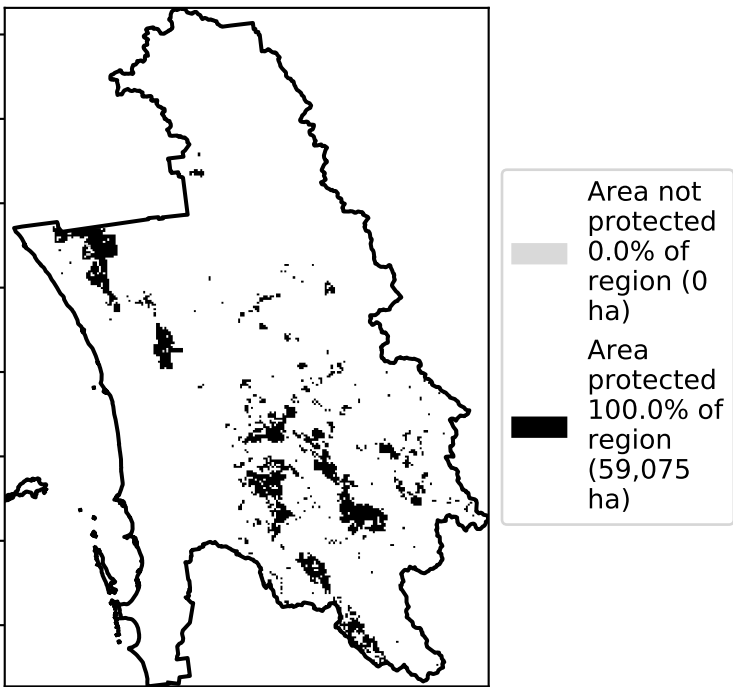 Area not
protected
0.0% of
region (0
ha)
Area
protected
100.0% of
region
(59,075
ha)